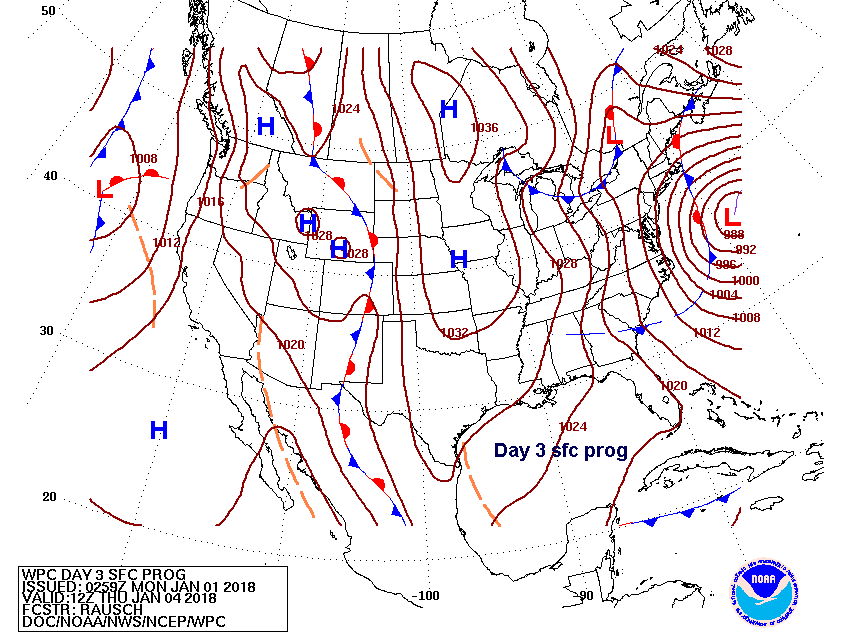 50
1024
1028
H
H
1024
1036
L
1008
40
L
1016
H
1028
H
1028
L
988
1012
H
1028
992
996
1000
1004
1008
30
1020
1032
1012
1020
H
1024
Day 3 sfc prog
20
WPC DAY 3 SFC PROG
ISSUED: 0259Z MON JAN 01 2018
VALID:12Z THU JAN 04 2018
FCSTR: RAUSCH
DOC/NOAA/NWS/NCEP/WPC
-100
-90
NOAA